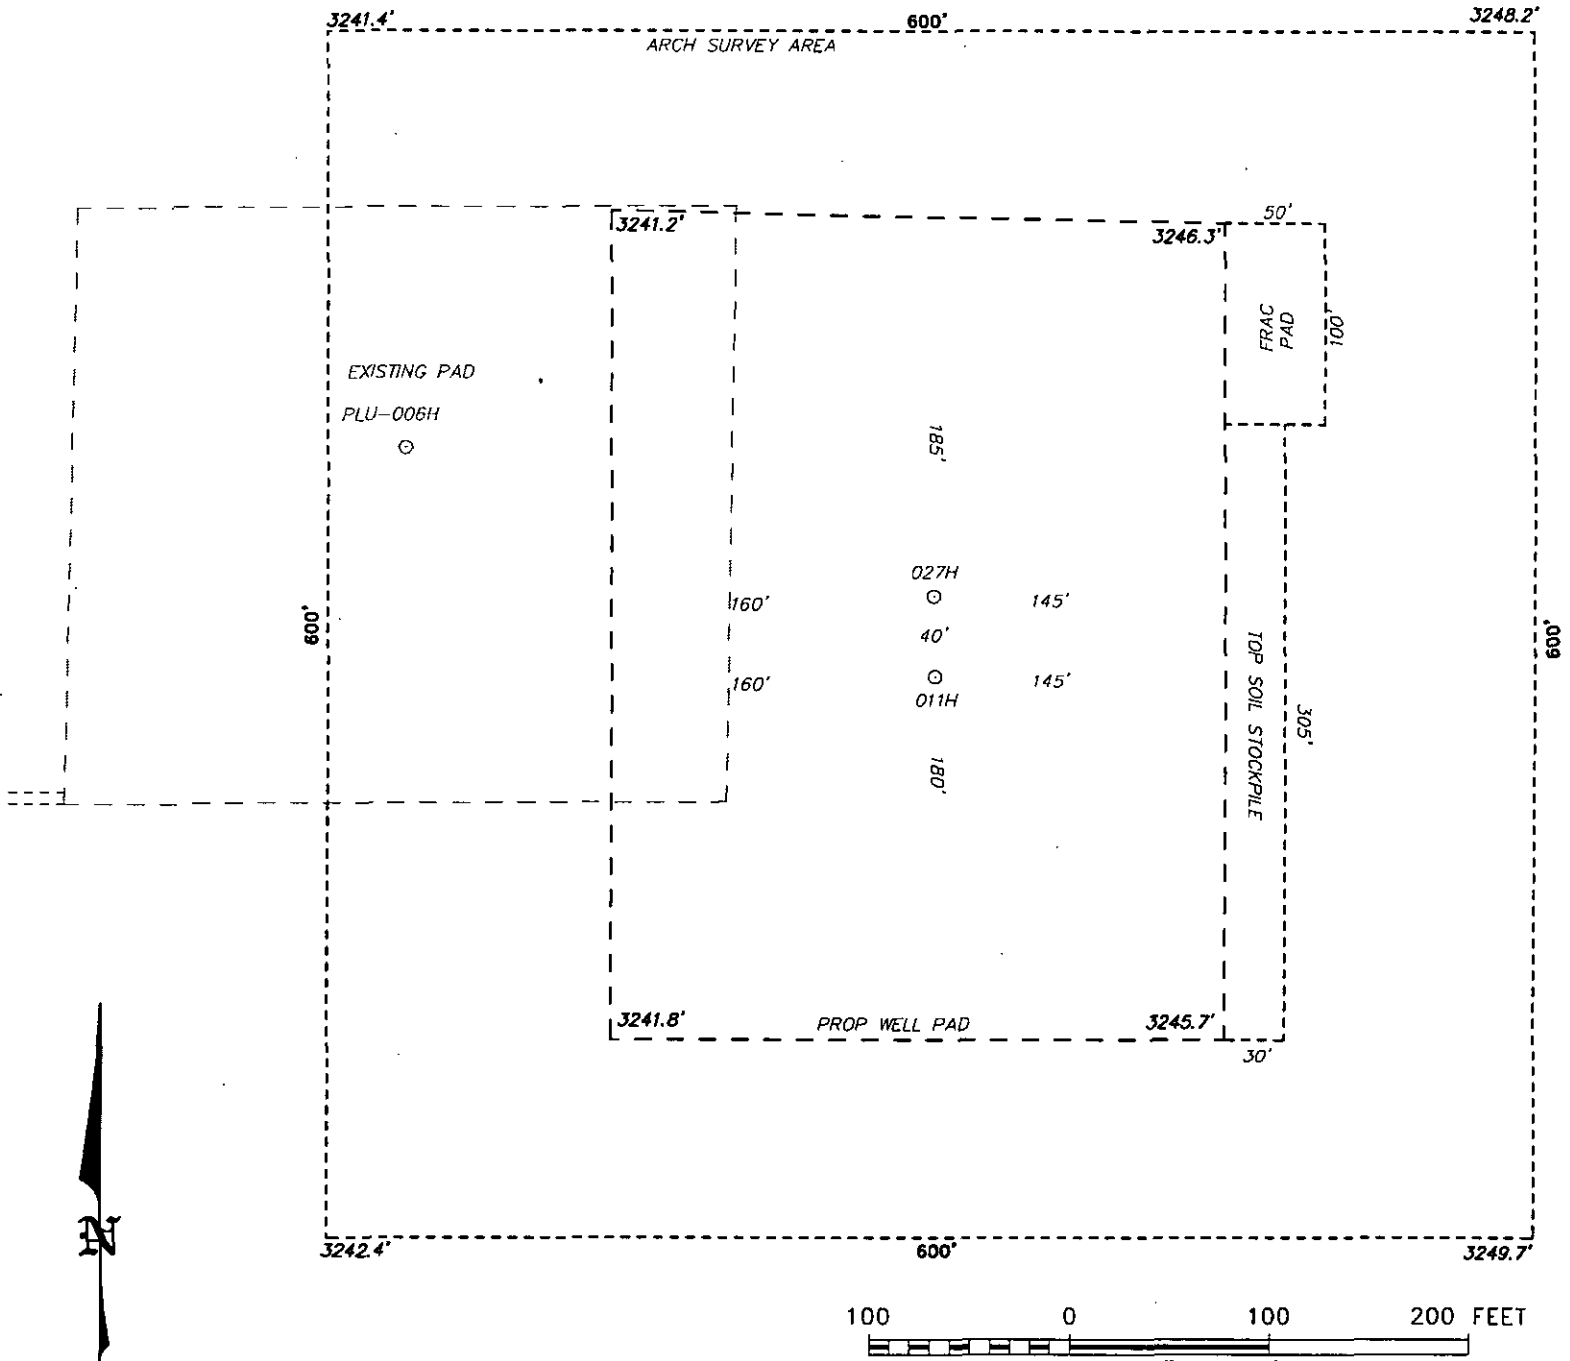 3241.4'
600'
3248.2'
ARCH SURVEY AREA
50'
3241.2'
3246.3'
FRAC
PAD
100'
EXISTING PAD
PLU-006H
185'
027H
160'
145'
600'
40'
600'
160'
145'
011H
TOP SOIL STOCKPILE
305'
180'
3241.8'
PROP WELL PAD
3245.7'
30'
N
3242.4'
600'
3249.7'
100 0 100 200 FEET